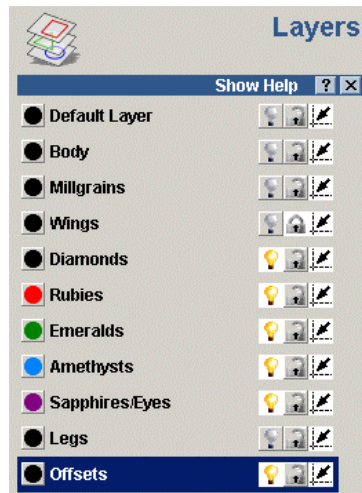 Layers
Show Help ? ×
Default Layer
Body
Millgrains
Wings
Diamonds
Rubies
Emeralds
Amethysts
Sapphires/Eyes
Legs
Offsets